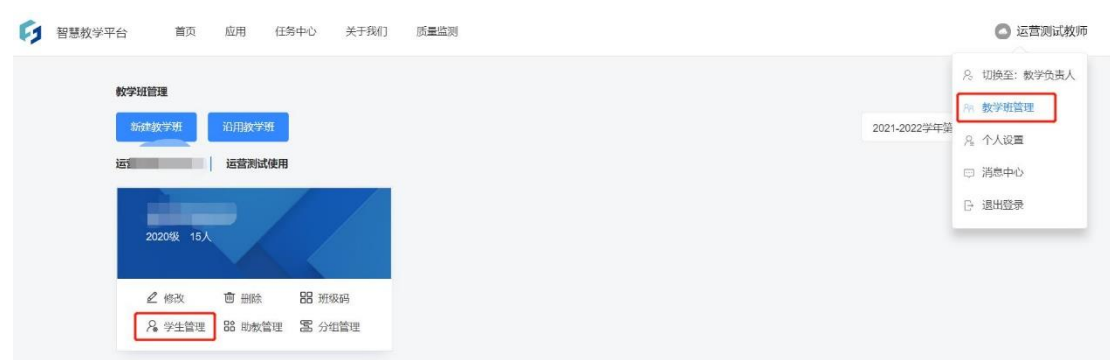 智慧教学平台 首页 应用 任务中心 关于我们 质量监测 运营测试教师
切换至：教学负责人
教学班管理
个人设置
消息中心
退出登录
教学班管理
新建教学班 沿用教学班
2021-2022学年第
运营测试使用
2020级 15人
修改 删除 班级码
学生管理 助教管理 分组管理